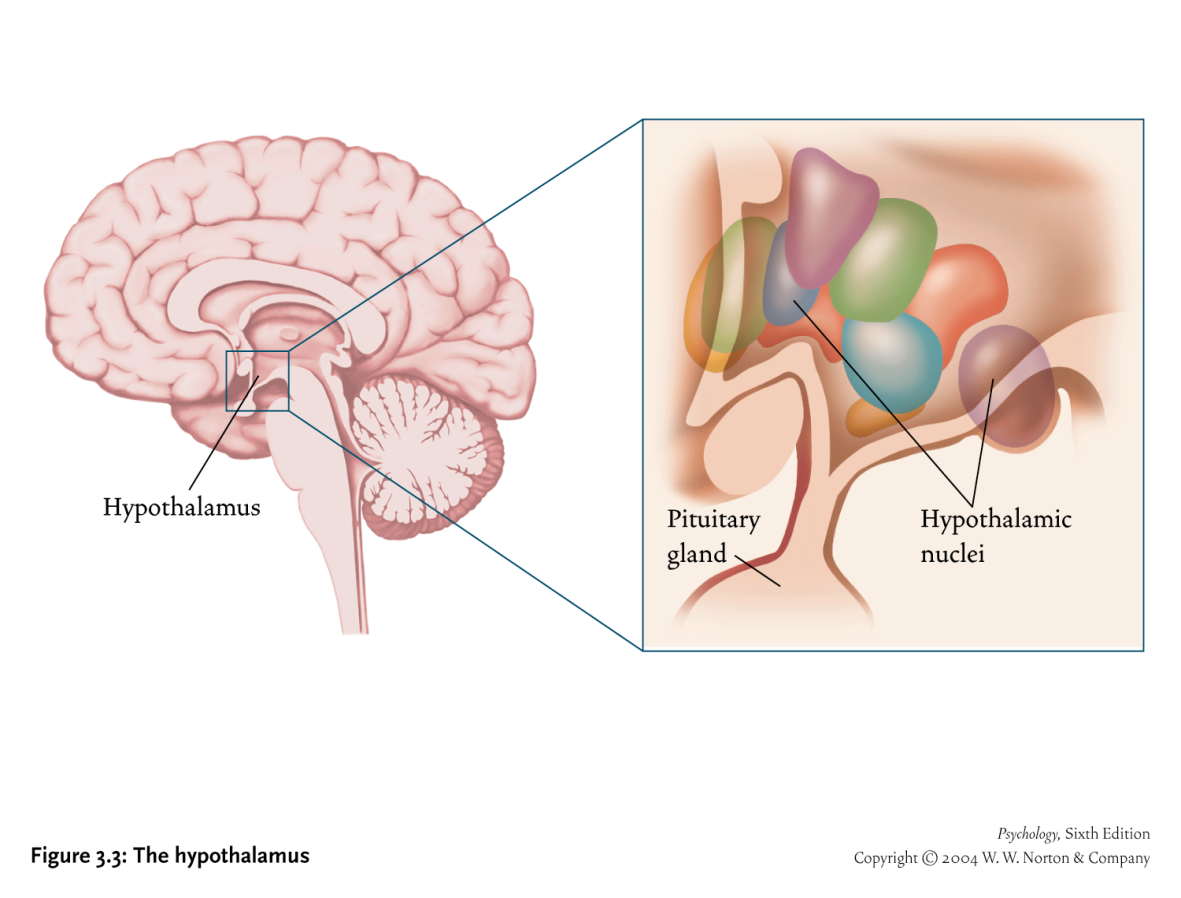 Hypothalamus
Pituitary
gland
Hypothalamic
nuclei
Figure 3.3: The hypothalamus
Psychology, Sixth Edition
Copyright © 2004 W. W. Norton & Company